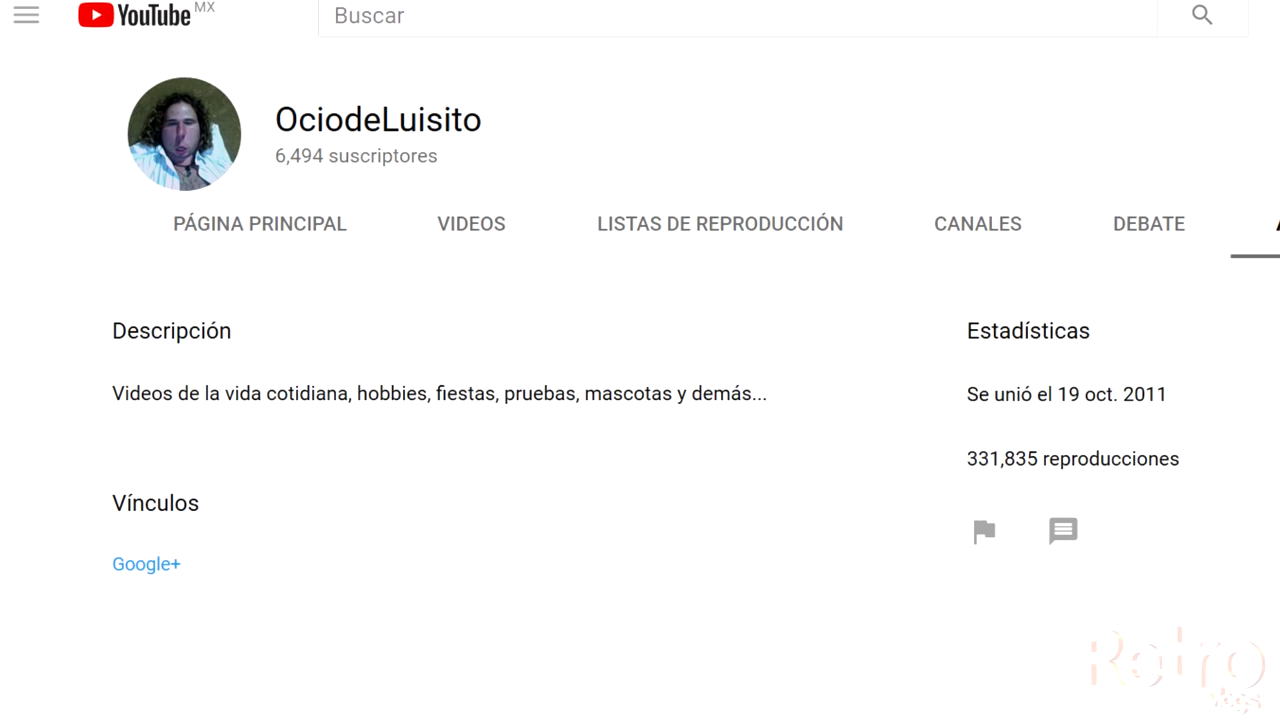 YouTube MX
Buscar
OciodeLuisito
6,494 suscriptores
PÁGINA PRINCIPAL VIDEOS LISTAS DE REPRODUCCIÓN CANALES DEBATE
Descripción
Estadísticas
Videos de la vida cotidiana, hobbies, fiestas, pruebas, mascotas y demás...
Se unió el 19 oct. 2011
331,835 reproducciones
Vínculos
Google+
Retro